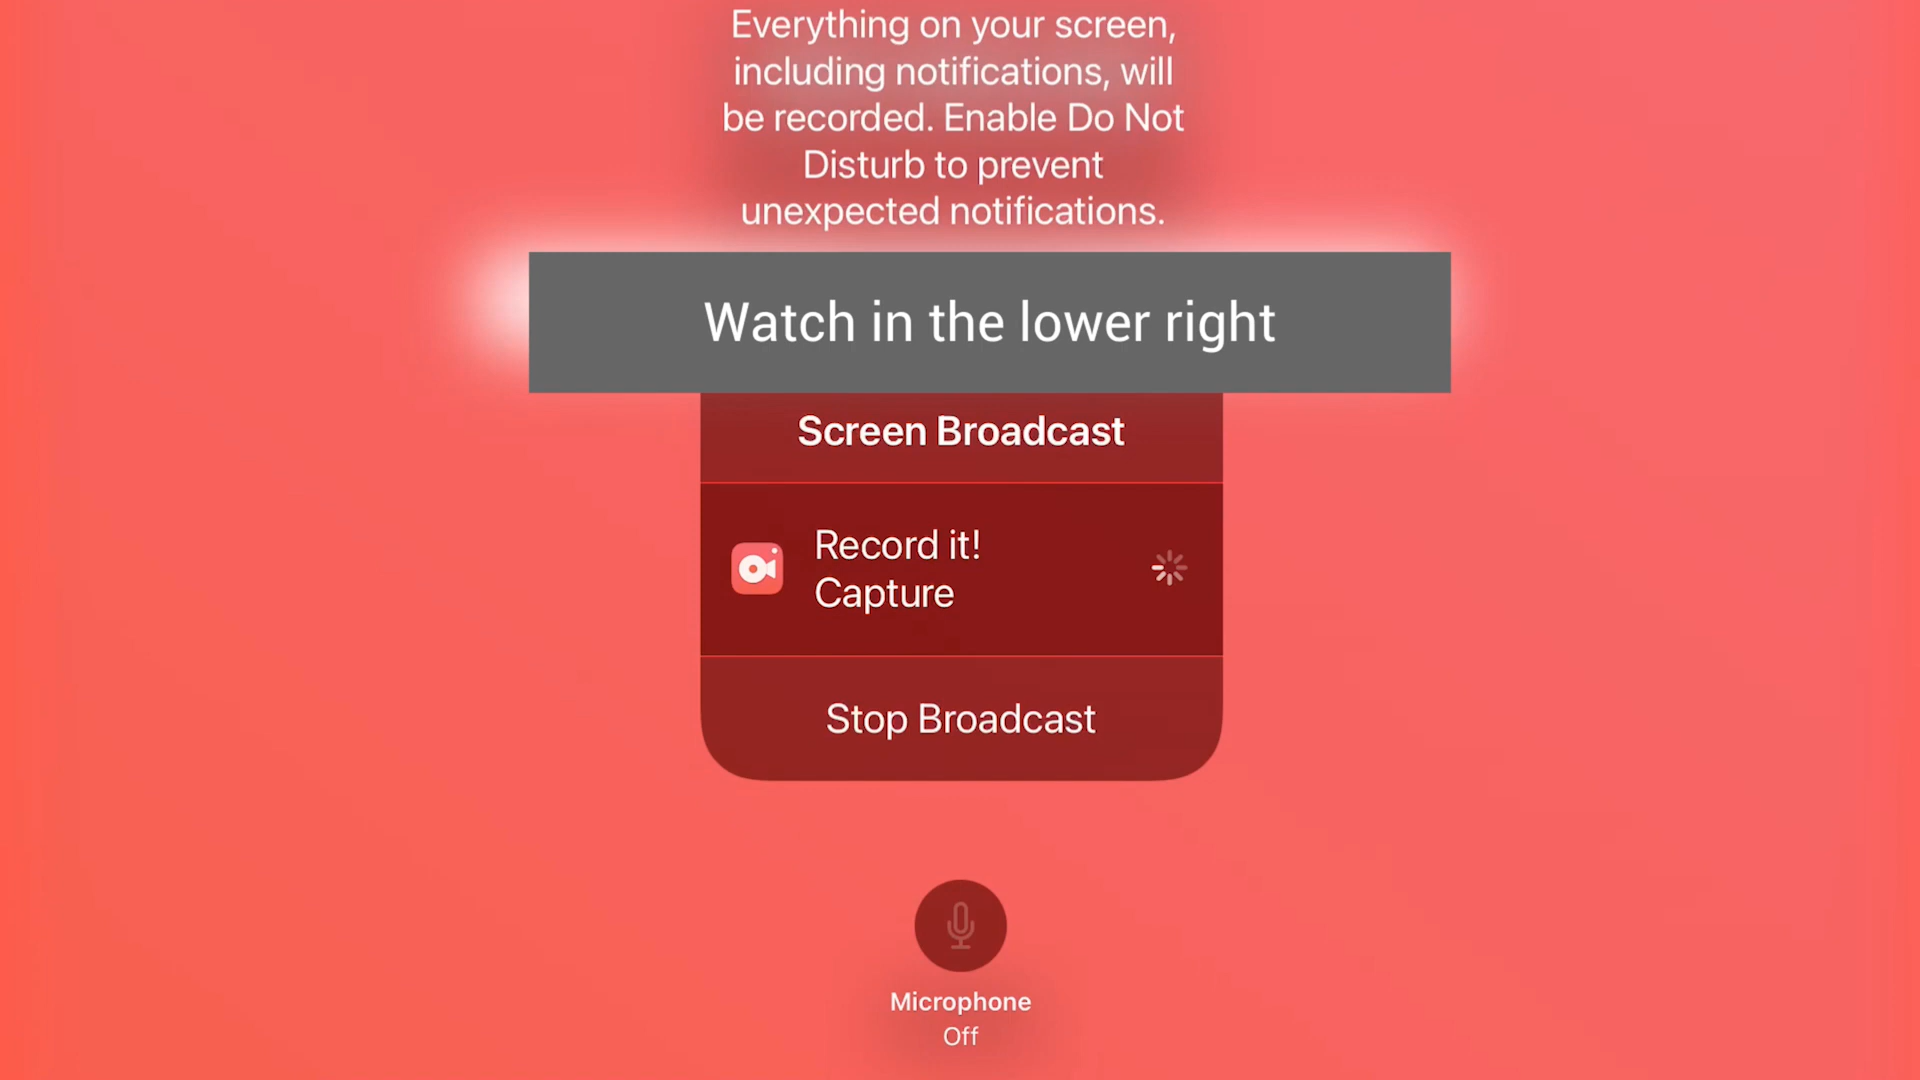 Everything on your screen,
including notifications, will
be recorded. Enable Do Not
Disturb to prevent
unexpected notifications.
Watch in the lower right
Screen Broadcast
Record it!
Capture
Stop Broadcast
Microphone
Off